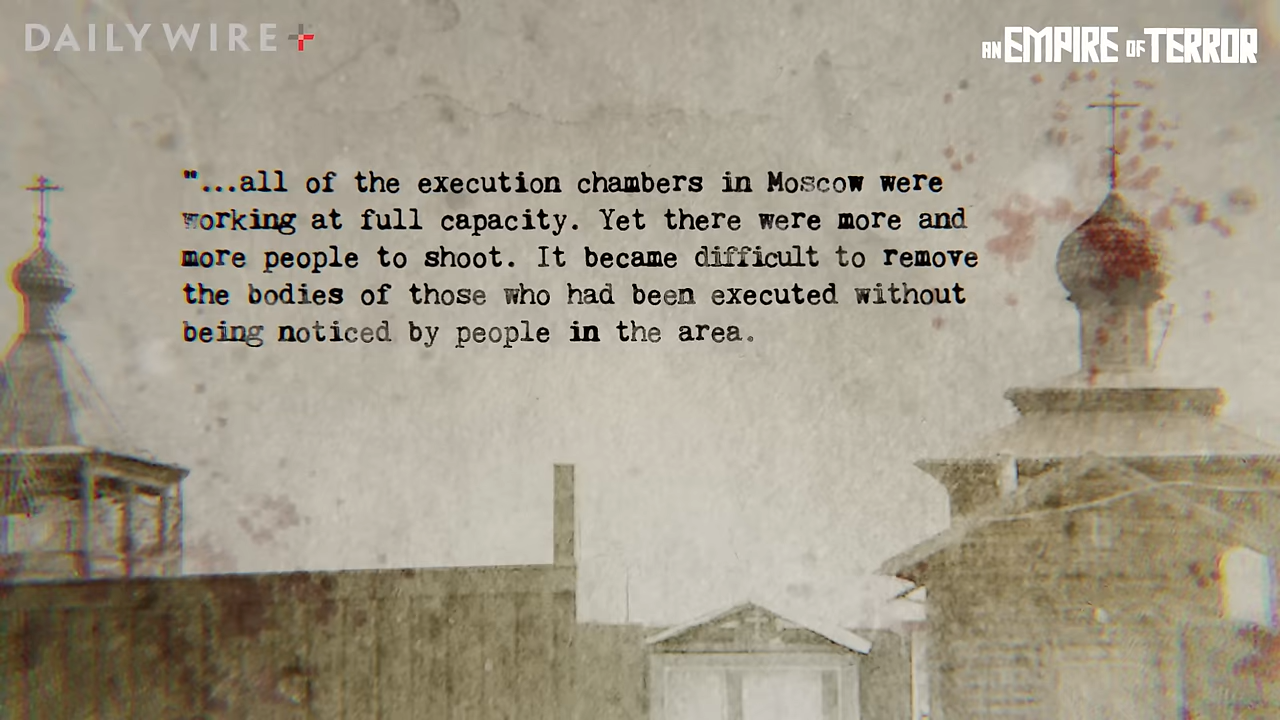 DAILYWIRE+
AN EMPIRE OF TERROR
"...all of the execution chambers in Moscow were
working at full capacity. Yet there were more and
more people to shoot. It became difficult to remove
the bodies of those who had been executed without
being noticed by people in the area.